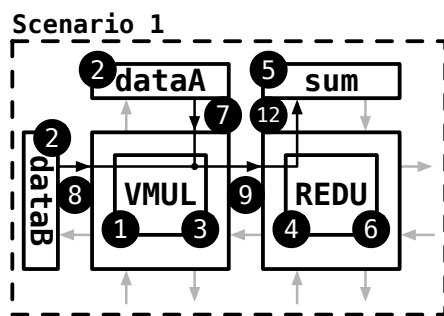 Scenario 1
2 dataA
5 sum
7
12
2 dataB
8
VMUL
9
REDU
1
3
4
6